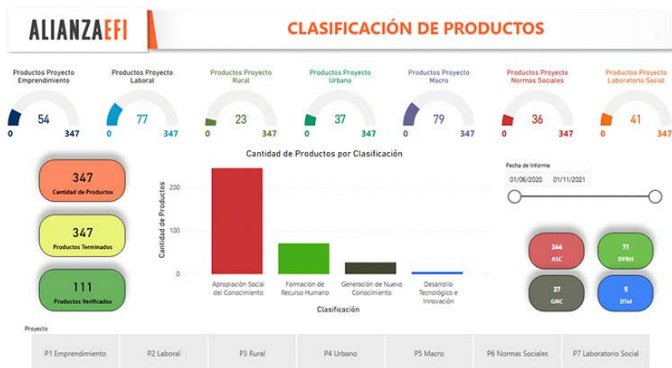 ALIANZAEFI
CLASIFICACIÓN DE PRODUCTOS
Productos Proyecto
Emprendimiento
Productos Proyecto
Laboral
Productos Proyecto
Rural
Productos Proyecto
Urbano
Productos Proyecto
Macro
Productos Proyecto
Normas Sociales
Productos Proyecto
Laboratorio Social
54
0 347
77
0 347
23
0 347
37
0 347
79
0 347
36
0 347
41
0 347
347
Cantidad de Productos
347
Productos Terminados
111
Productos Verificados
Cantidad de Productos por Clasificación
Cantidad de Productos
200
100
0
Apropiación Social
del Conocimiento
Formación de
Recurso Humano
Generación de Nuevo
Conocimiento
Desarrollo
Tecnológico e
Innovación
Clasificación
Fecha de Informe
01/06/2020 01/11/2021
244
ASC
71
DFRH
27
GNC
5
DTeI
Proyecto
P1 Emprendimiento P2 Laboral P3 Rural P4 Urbano P5 Macro P6 Normas Sociales P7 Laboratorio Social